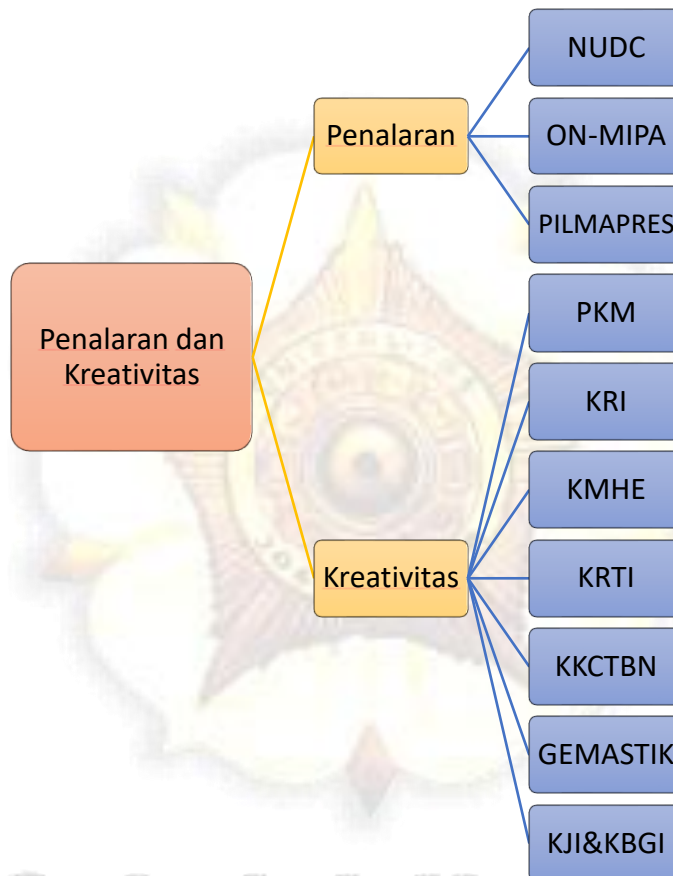 Penalaran dan
Kreativitas
Penalaran
NUDC
ON-MIPA
PILMAPRES
Kreativitas
PKM
KRI
KMHE
KRTI
KKCTBN
GEMASTIK
KJI&KBGI